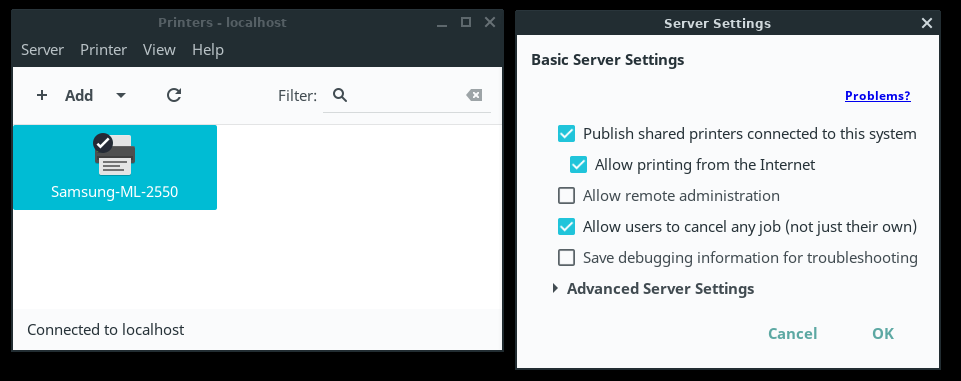 Printers - localhost
Server Printer View Help
Add
Filter:
Samsung-ML-2550
Connected to localhost
Server Settings
Basic Server Settings
Problems?
Publish shared printers connected to this system
Allow printing from the Internet
Allow remote administration
Allow users to cancel any job (not just their own)
Save debugging information for troubleshooting
Advanced Server Settings
Cancel OK